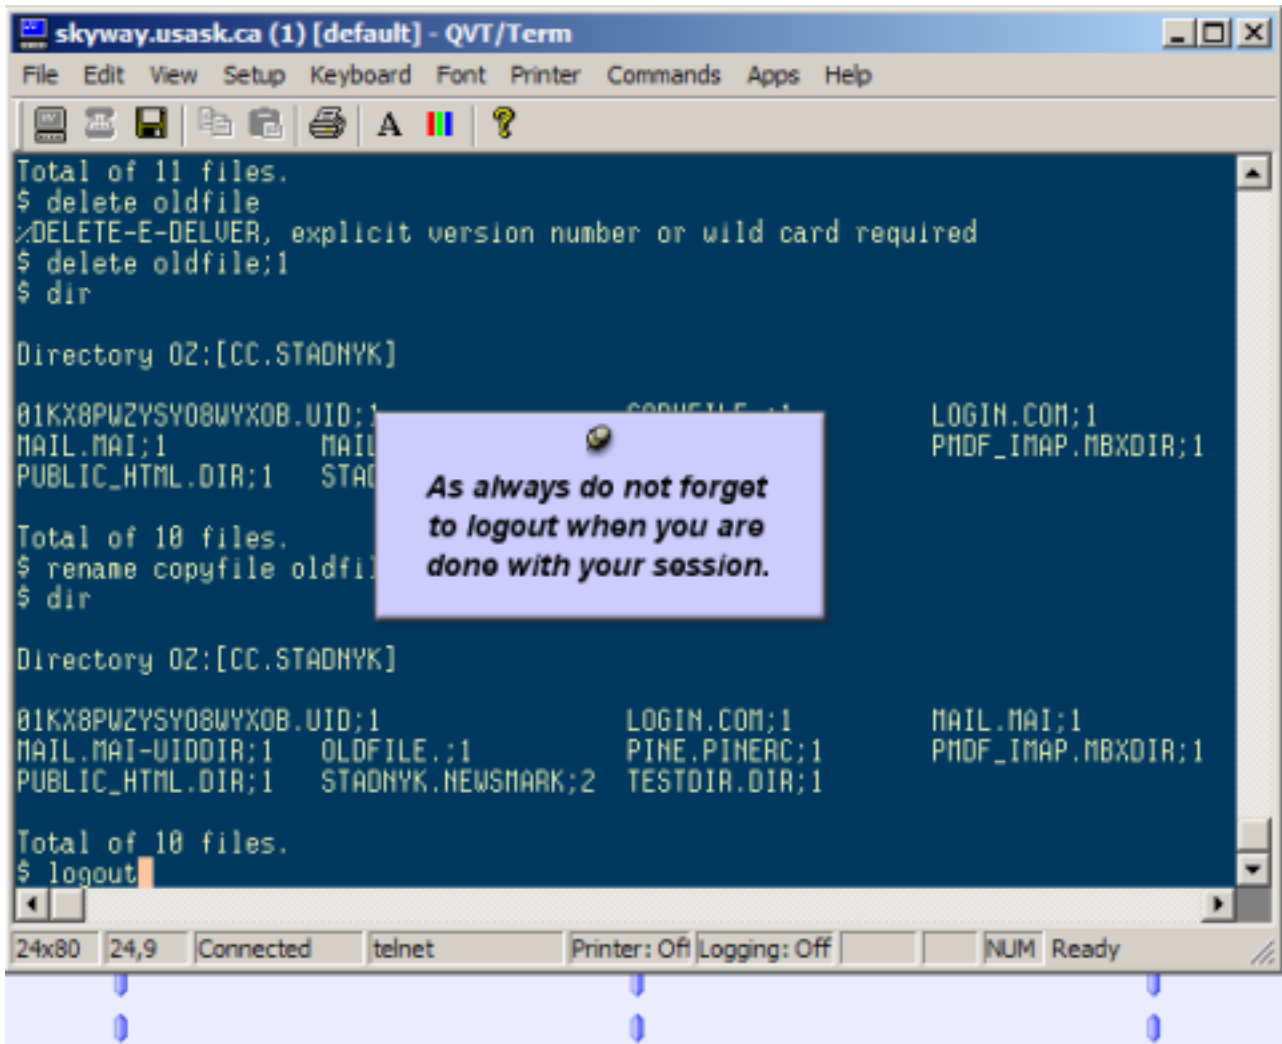 skyway.usask.ca (1) [default] - QVT/Term
File Edit View Setup Keyboard Font Printer Commands Apps Help
Total of 11 files.
$ delete oldfile
%DELETE-E-DELVER, explicit version number or wild card required
$ delete oldfile;1
$ dir
Directory OZ:[CC.STADNYK]
01KX8PWZYSYO8WYXOB.UID;1 LOGIN.COM;1
MAIL.MAI;1 MAIL PMDF_IMAP.MBXDIR;1
PUBLIC_HTML.DIR;1 STAD
Total of 10 files.
$ rename copyfile oldfil
$ dir
As always do not forget
to logout when you are
done with your session.
Directory OZ:[CC.STADNYK]
01KX8PWZYSYO8WYXOB.UID;1 LOGIN.COM;1 MAIL.MAI;1
MAIL.MAI-UIDDIR;1 OLDFILE.;1 PINE.PINERC;1 PMDF_IMAP.MBXDIR;1
PUBLIC_HTML.DIR;1 STADNYK.NEWSMARK;2 TESTDIR.DIR;1
Total of 10 files.
$ logout
24x80 24,9 Connected telnet Printer: Off Logging: Off NUM Ready